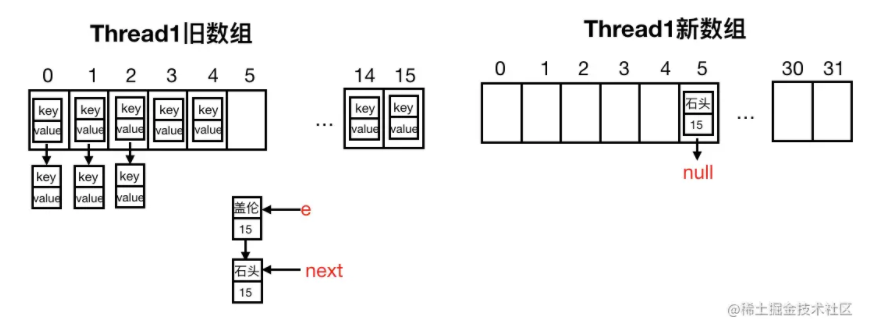 Thread1旧数组
0 1 2 3 4 5 14 15
key key key key key key key
value value value value value value value
...
key key key
value value value
盖伦
15
e
石头
15
next
Thread1新数组
0 1 2 3 4 5 30 31
石头
15
...
null
@稀土掘金技术社区